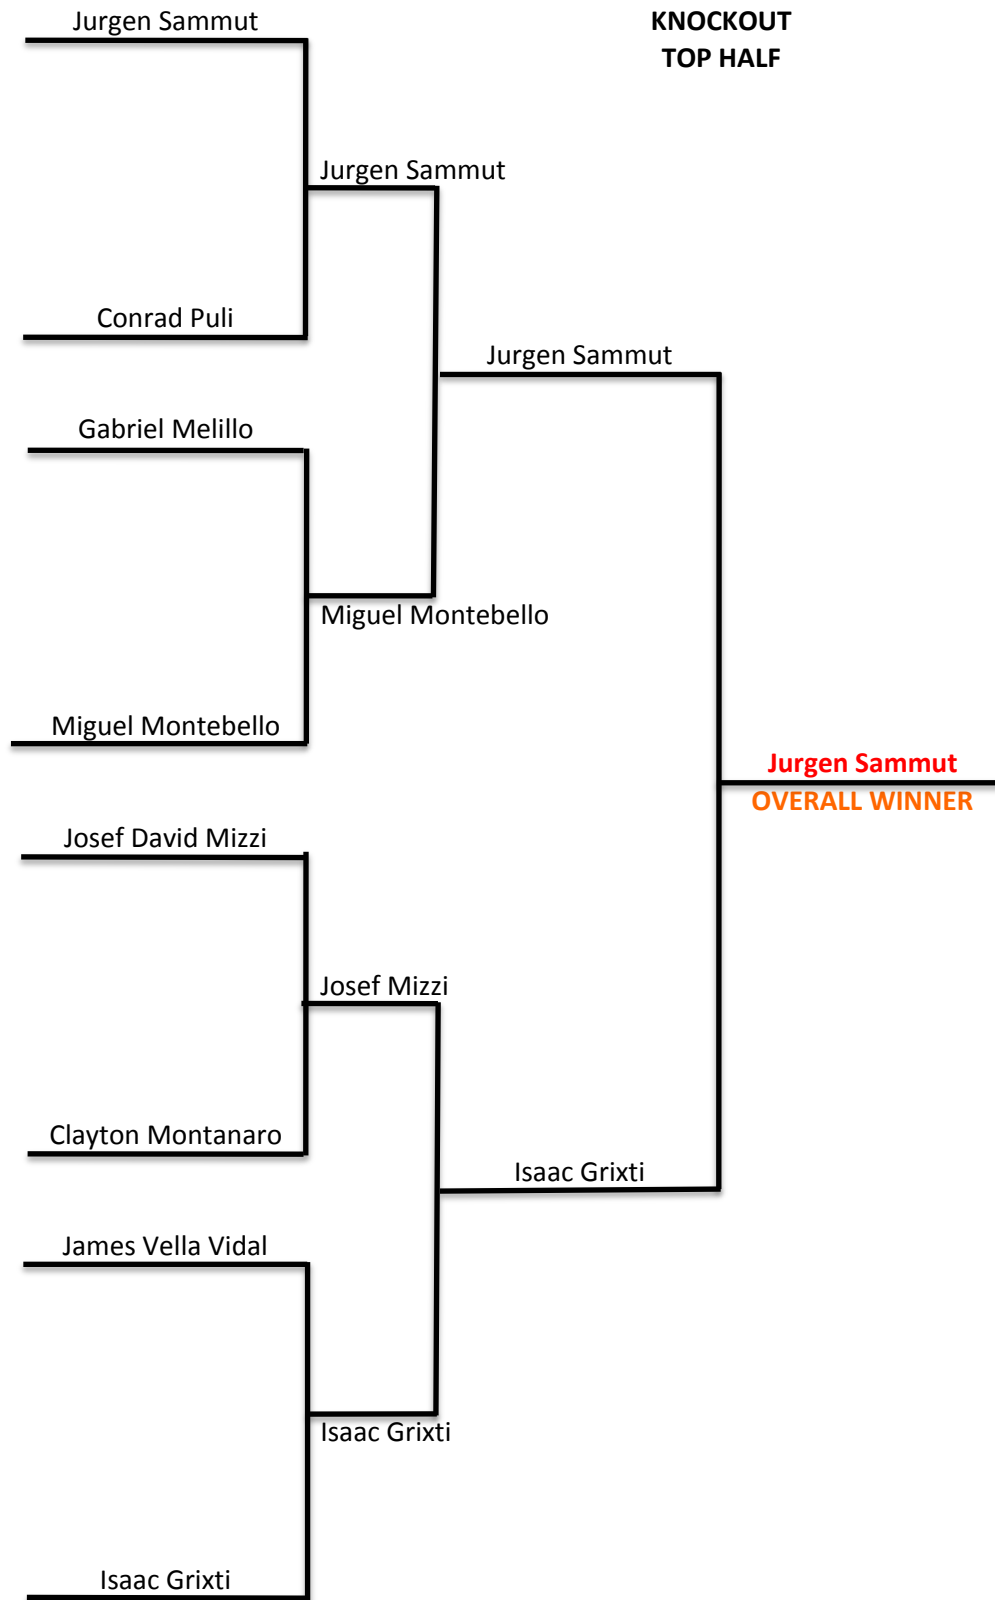 Jurgen Sammut
KNOCKOUT
TOP HALF
Jurgen Sammut
Conrad Puli
Jurgen Sammut
Gabriel Melillo
Miguel Montebello
Miguel Montebello
Jurgen Sammut
OVERALL WINNER
Josef David Mizzi
Josef Mizzi
Clayton Montanaro
Isaac Grixti
James Vella Vidal
Isaac Grixti
Isaac Grixti